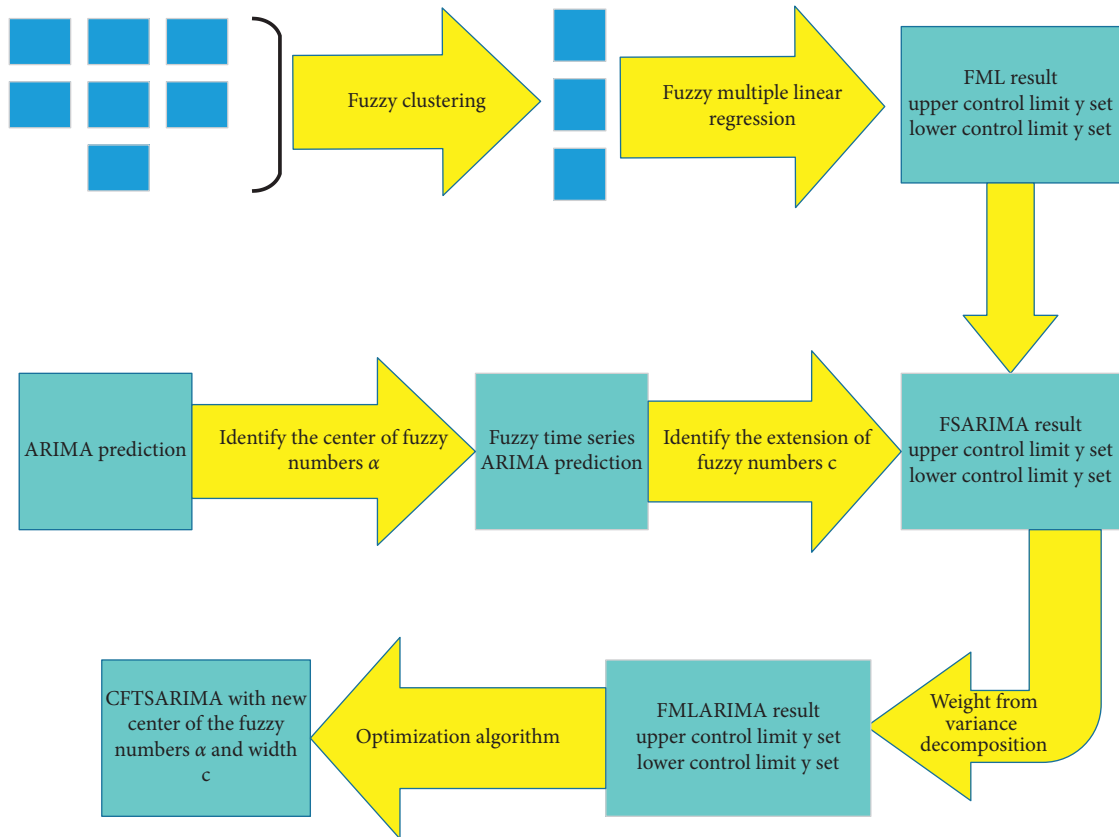 Fuzzy clustering
Fuzzy multiple linear
regression
FML result
upper control limit y set
lower control limit y set
ARIMA prediction
Identify the center of fuzzy
numbers α
Fuzzy time series
ARIMA prediction
Identify the extension of
fuzzy numbers c
FSARIMA result
upper control limit y set
lower control limit y set
CFTSARIMA with new
center of the fuzzy
numbers α and width
c
Optimization algorithm
FMLARIMA result
upper control limit y set
lower control limit y set
Weight from
variance
decomposition